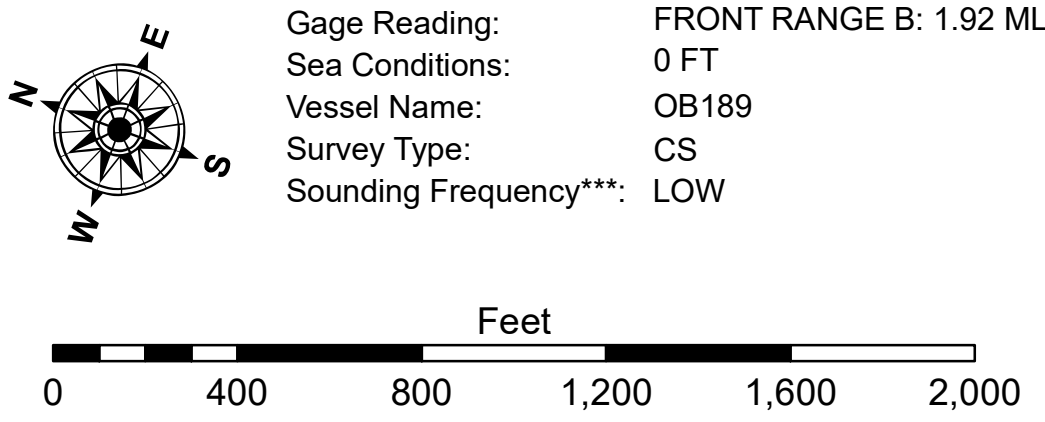 N E S W
Gage Reading: FRONT RANGE B: 1.92 ML
Sea Conditions: 0 FT
Vessel Name: OB189
Survey Type: CS
Sounding Frequency***: LOW
Feet
0 400 800 1,200 1,600 2,000